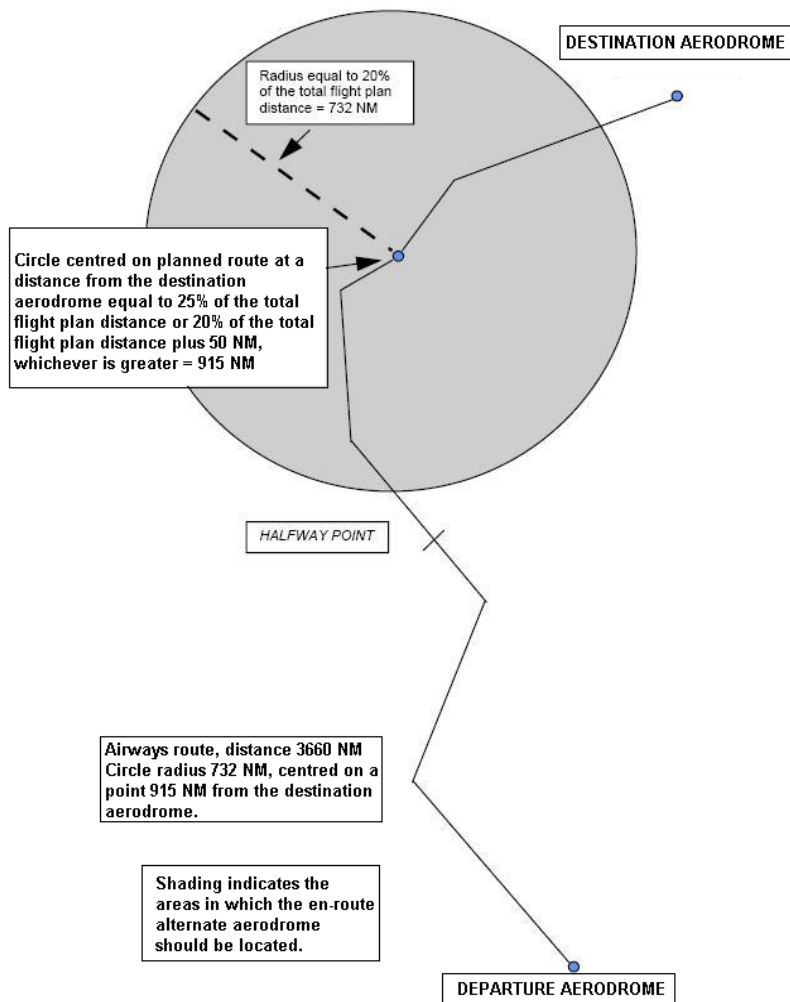 DESTINATION AERODROME
Radius equal to 20%
of the total flight plan
distance = 732 NM
Circle centred on planned route at a
distance from the destination
aerodrome equal to 25% of the total
flight plan distance or 20% of the total
flight plan distance plus 50 NM,
whichever is greater = 915 NM
HALFWAY POINT
Airways route, distance 3660 NM
Circle radius 732 NM, centred on a
point 915 NM from the destination
aerodrome.
Shading indicates the
areas in which the en-route
alternate aerodrome
should be located.
DEPARTURE AERODROME